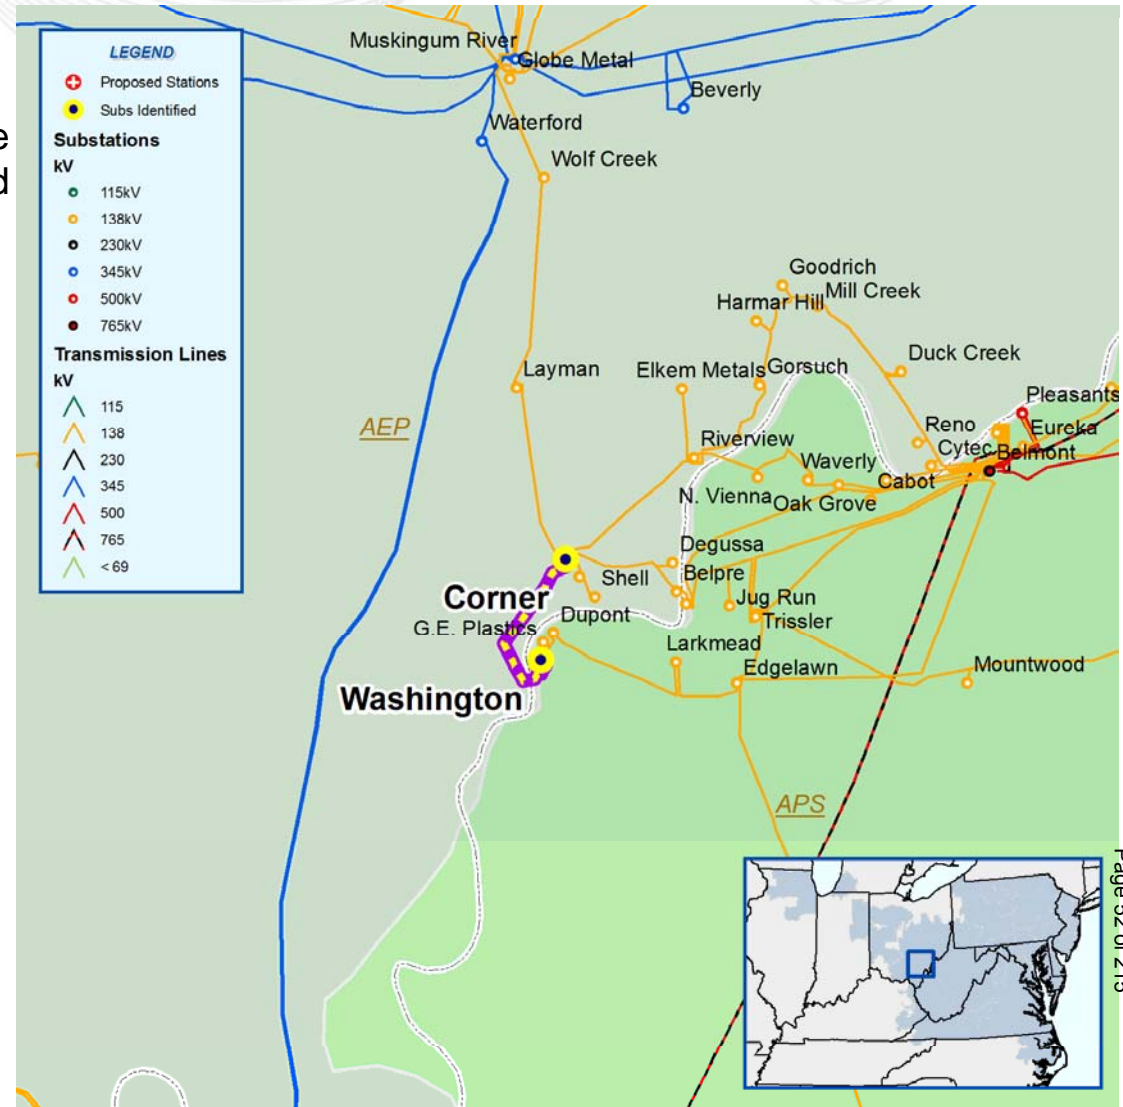 e
d
LEGEND
Proposed Stations
Subs Identified
Substations
kV
115kV
138kV
230kV
345kV
500kV
765kV
Transmission Lines
kV
115
138
230
345
500
765
< 69
Muskingum River
Globe Metal
Beverly
Waterford
Wolf Creek
Goodrich
Mill Creek
Harmar Hill
Layman
Elkem Metals
Gorsuch
Duck Creek
Pleasants
AEP
Reno
Eureka
Riverview
Cytec
Belmont
Waverly
Cabot
N. Vienna
Oak Grove
Degussa
Shell
Belpre
Corner
Jug Run
Dupont
G.E. Plastics
Trissler
Larkmead
Edgelawn
Mountwood
Washington
APS